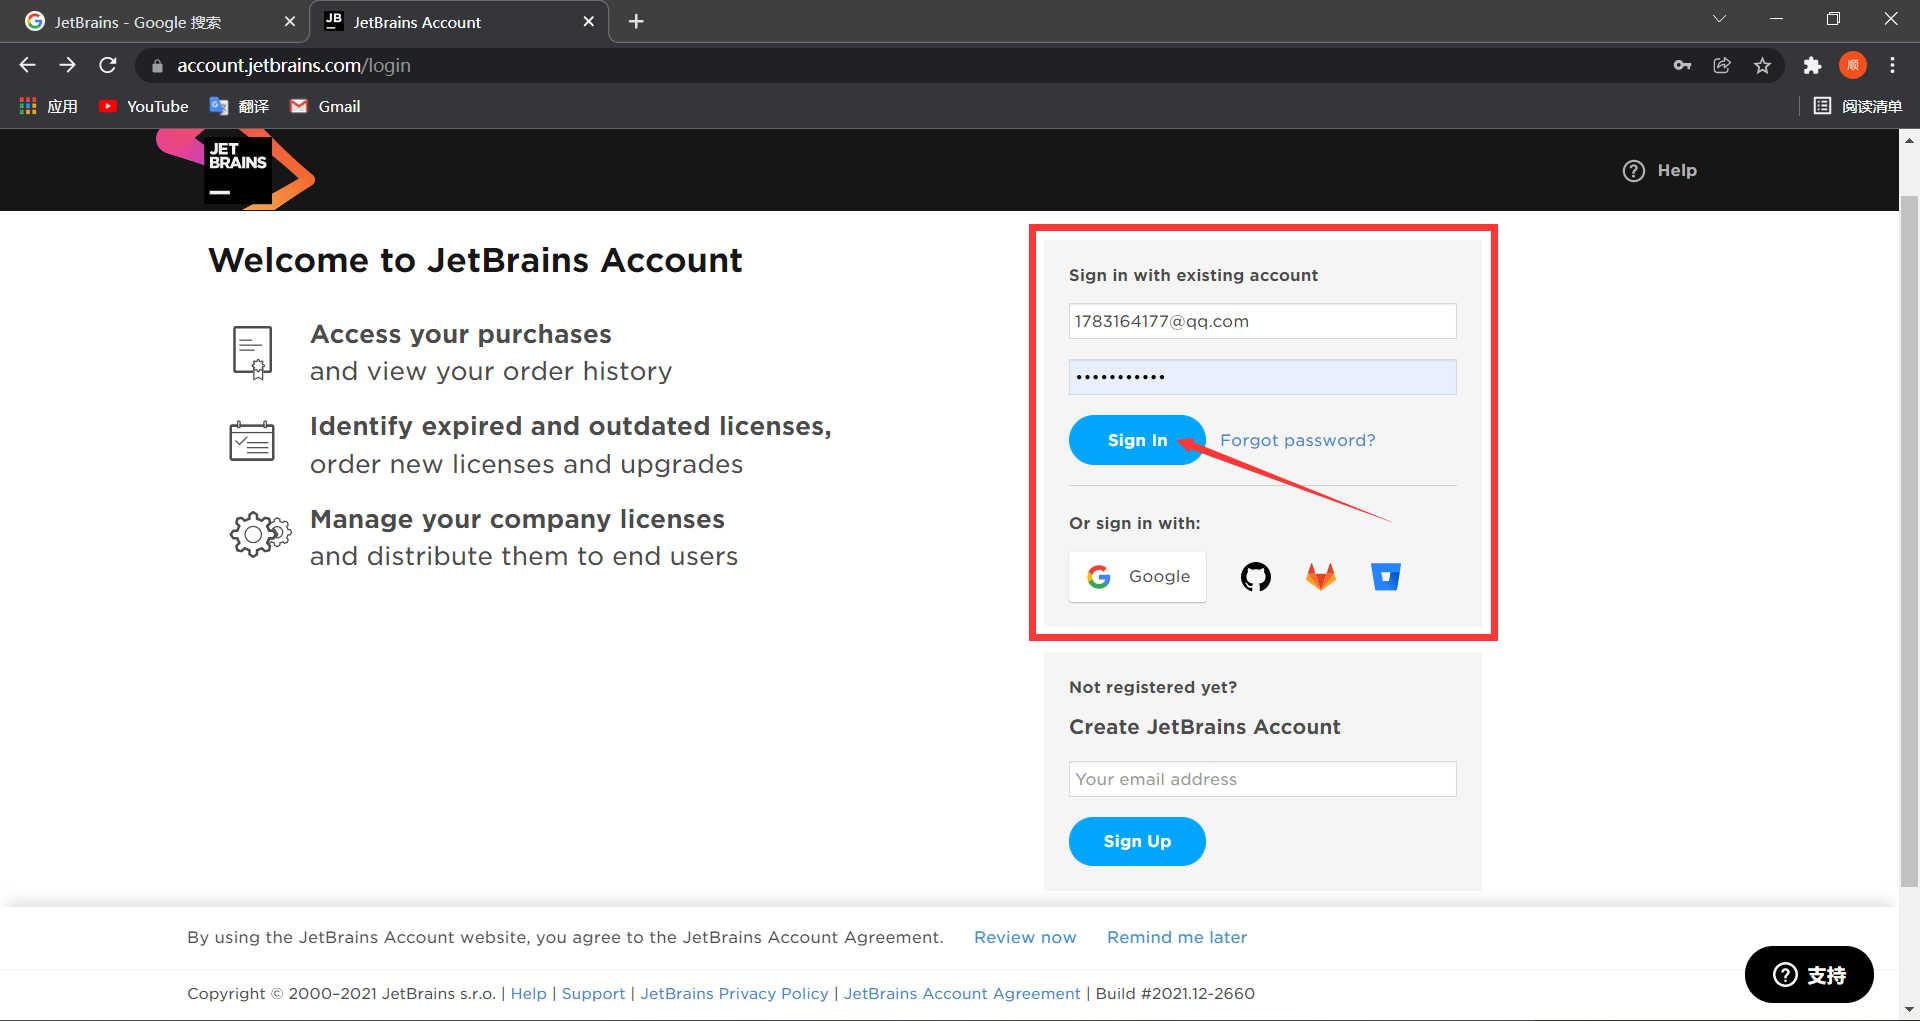 JetBrains - Google 搜索
JB JetBrains Account
account.jetbrains.com/login
顺
应用 YouTube 翻译 Gmail 阅读清单
JET
BRAINS
Help
Welcome to JetBrains Account
Access your purchases
and view your order history
Identify expired and outdated licenses,
order new licenses and upgrades
Manage your company licenses
and distribute them to end users
Sign in with existing account
1783164177@qq.com
•••••••••••
Sign In Forgot password?
Or sign in with:
Google
Not registered yet?
Create JetBrains Account
Your email address
Sign Up
By using the JetBrains Account website, you agree to the JetBrains Account Agreement. Review now Remind me later
支持
Copyright © 2000–2021 JetBrains s.r.o. | Help | Support | JetBrains Privacy Policy | JetBrains Account Agreement | Build #2021.12-2660